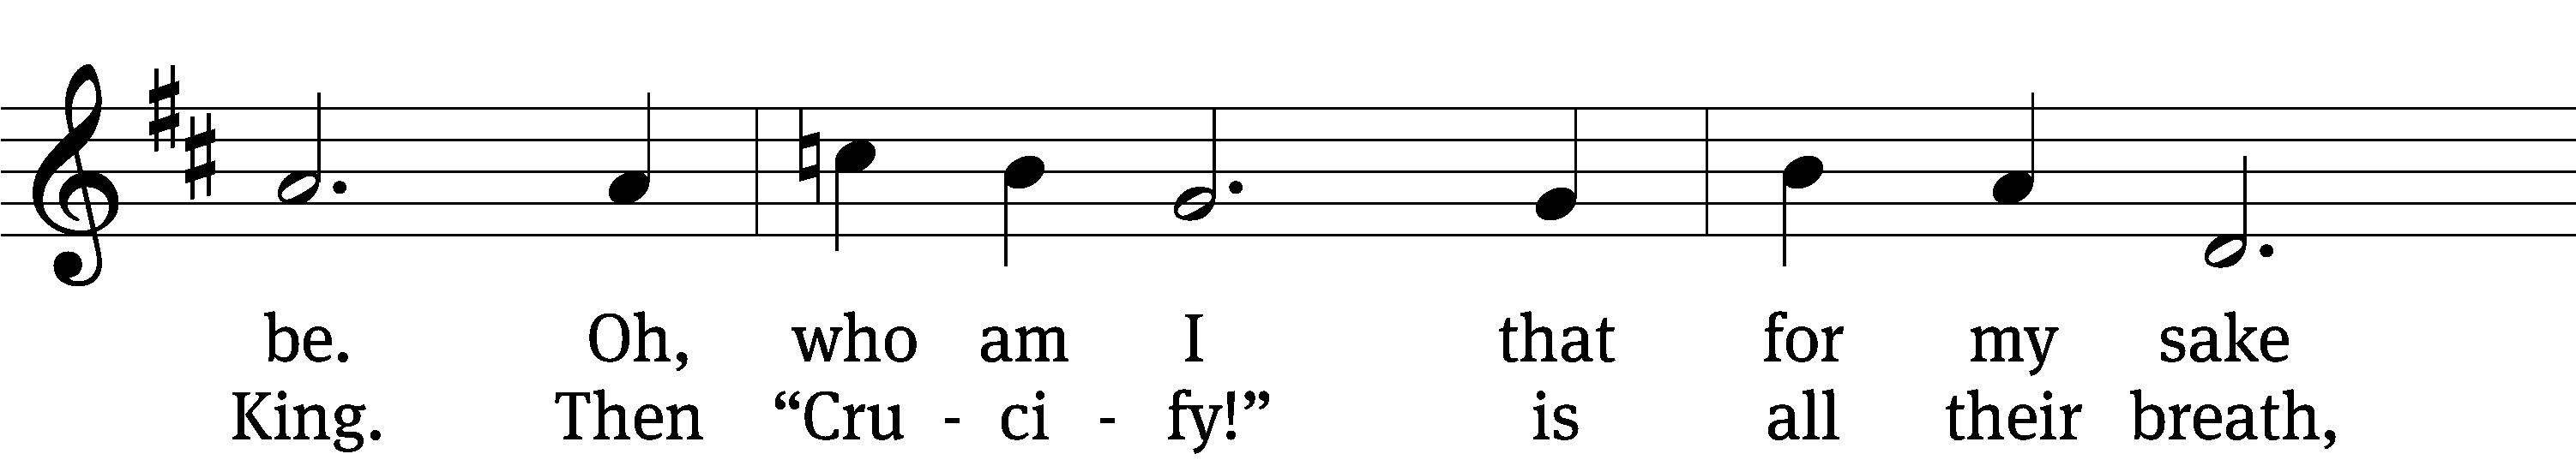 be. Oh, who am I that for my sake
King. Then “Cru - ci - fy!” is all their breath,